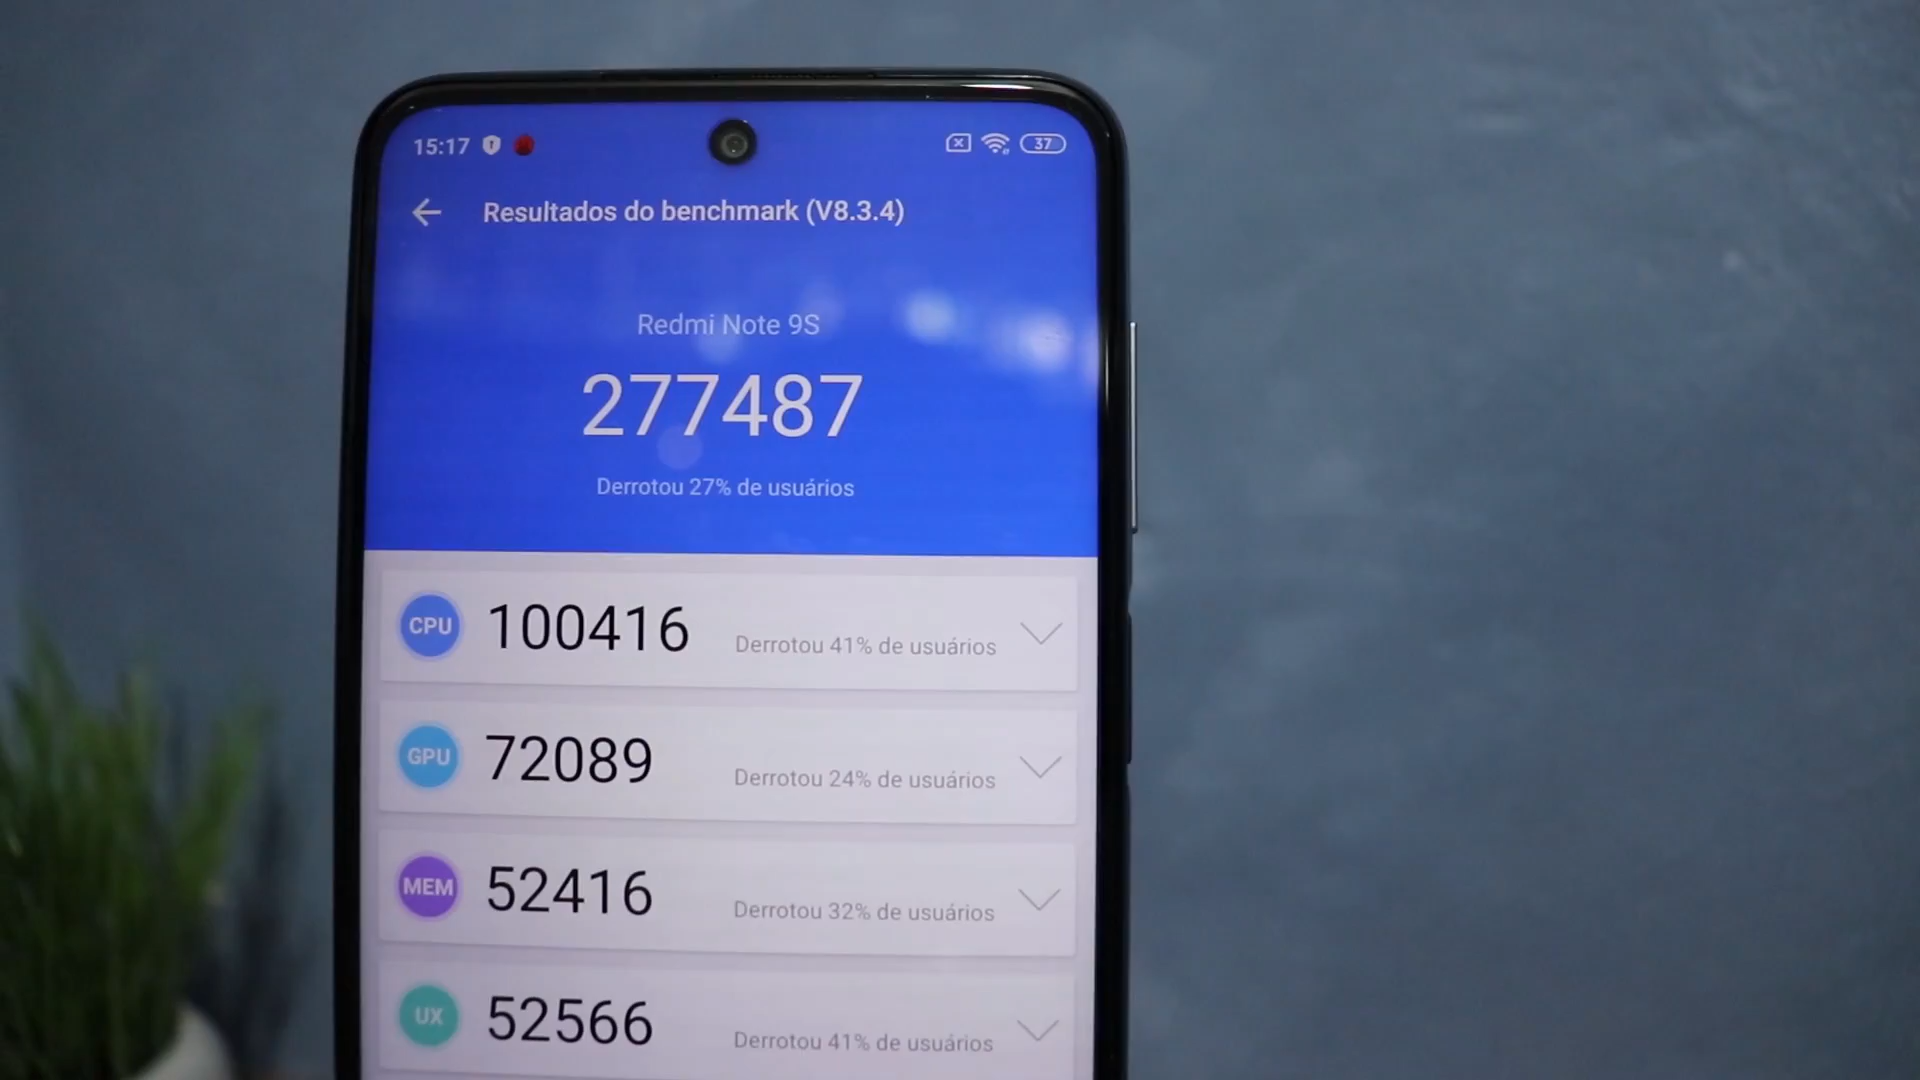 15:17
37
Resultados do benchmark (V8.3.4)
Redmi Note 9S
277487
Derrotou 27% de usuários
CPU 100416 Derrotou 41% de usuários
GPU 72089 Derrotou 24% de usuários
MEM 52416 Derrotou 32% de usuários
UX 52566 Derrotou 41% de usuários